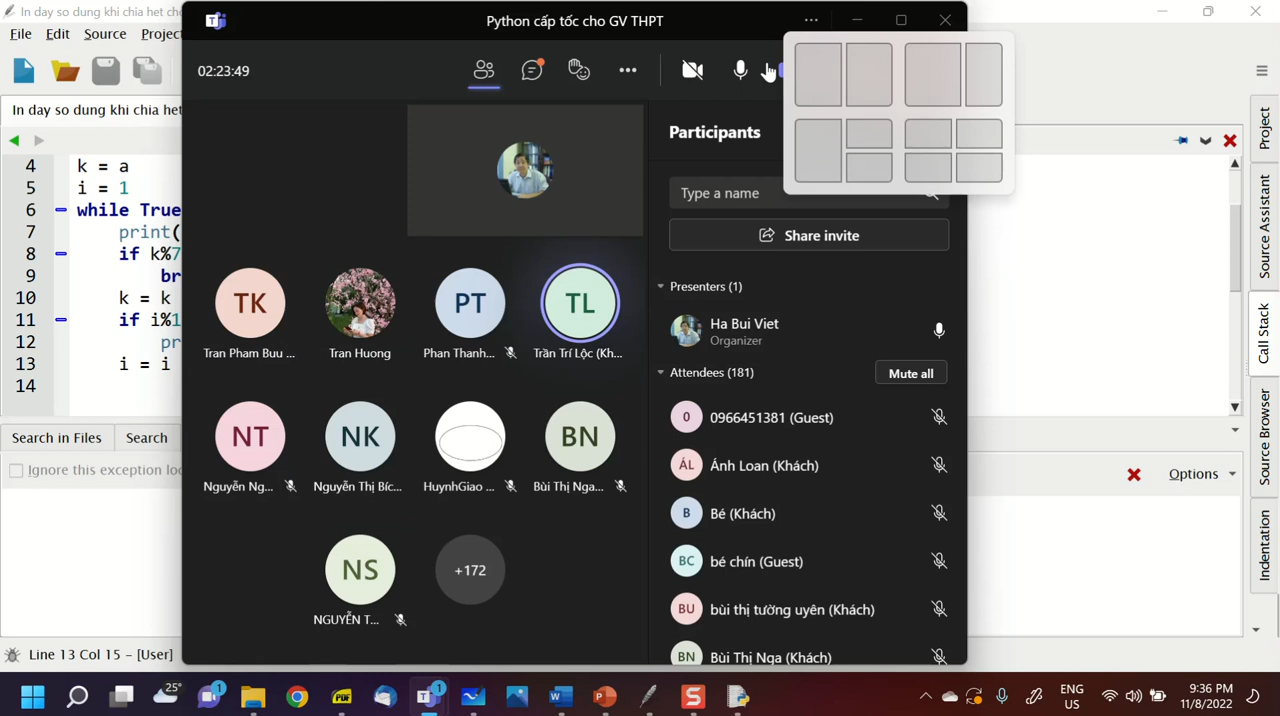 In day so dung khi chia het cho
File Edit Source Project
In day so dung khi chia het
4 k = a
5 i = 1
6 while True
7 print(
8 if k%7
9 br
10 k = k
11 if i%1
12 pr
13 i = i
14
Search in Files Search
Ignore this exception loc
Line 13 Col 15 - [User]
Python cấp tốc cho GV THPT
02:23:49
TK
Tran Pham Buu ...
Tran Huong
PT
Phan Thanh...
TL
Trần Trí Lộc (Kh...
NT
Nguyễn Ng...
NK
Nguyễn Thị Bíc...
HuynhGiao ...
BN
Bùi Thị Nga...
NS
NGUYỄN T...
+172
Participants
Type a name
Share invite
Presenters (1)
Ha Bui Viet
Organizer
Attendees (181)
Mute all
0 0966451381 (Guest)
ÁL Ánh Loan (Khách)
B Bé (Khách)
BC bé chín (Guest)
BU bùi thị tường uyên (Khách)
BN Bùi Thị Nga (Khách)
Options
Project
Source Assistant
Call Stack
Source Browser
Indentation
25°
1
PDF
1
W
P
S
ENG
US
9:36 PM
11/8/2022